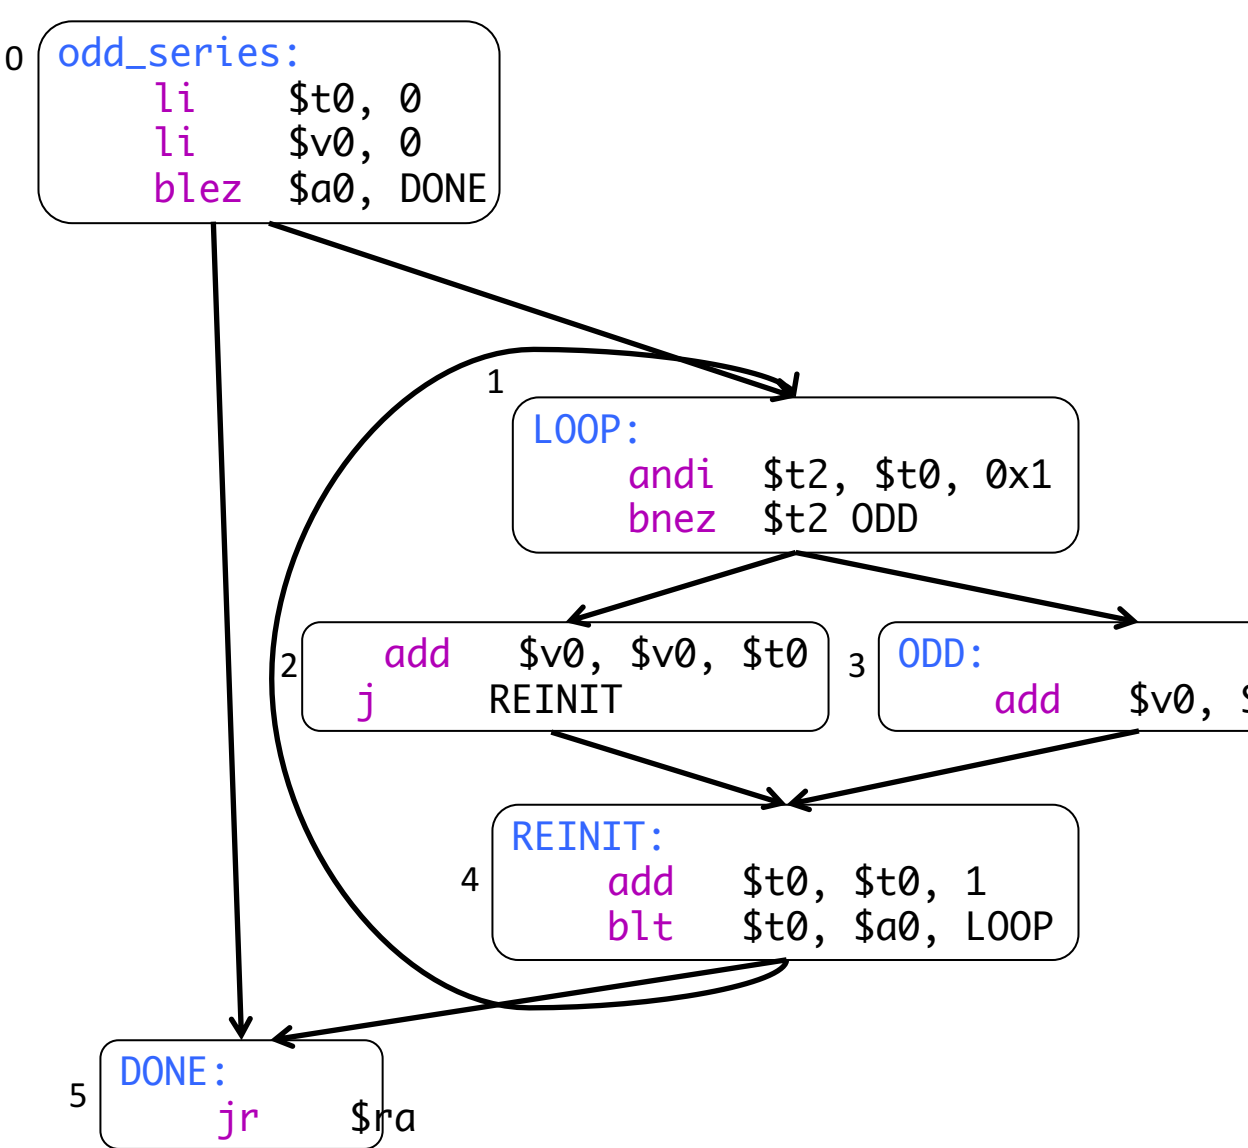 0
odd_series:
li $t0, 0
li $v0, 0
blez $a0, DONE
1
LOOP:
andi $t2, $t0, 0x1
bnez $t2 ODD
2
add $v0, $v0, $t0
j REINIT
3
ODD:
add $v0,
REINIT:
4
add $t0, $t0, 1
blt $t0, $a0, LOOP
5
DONE:
jr $ra